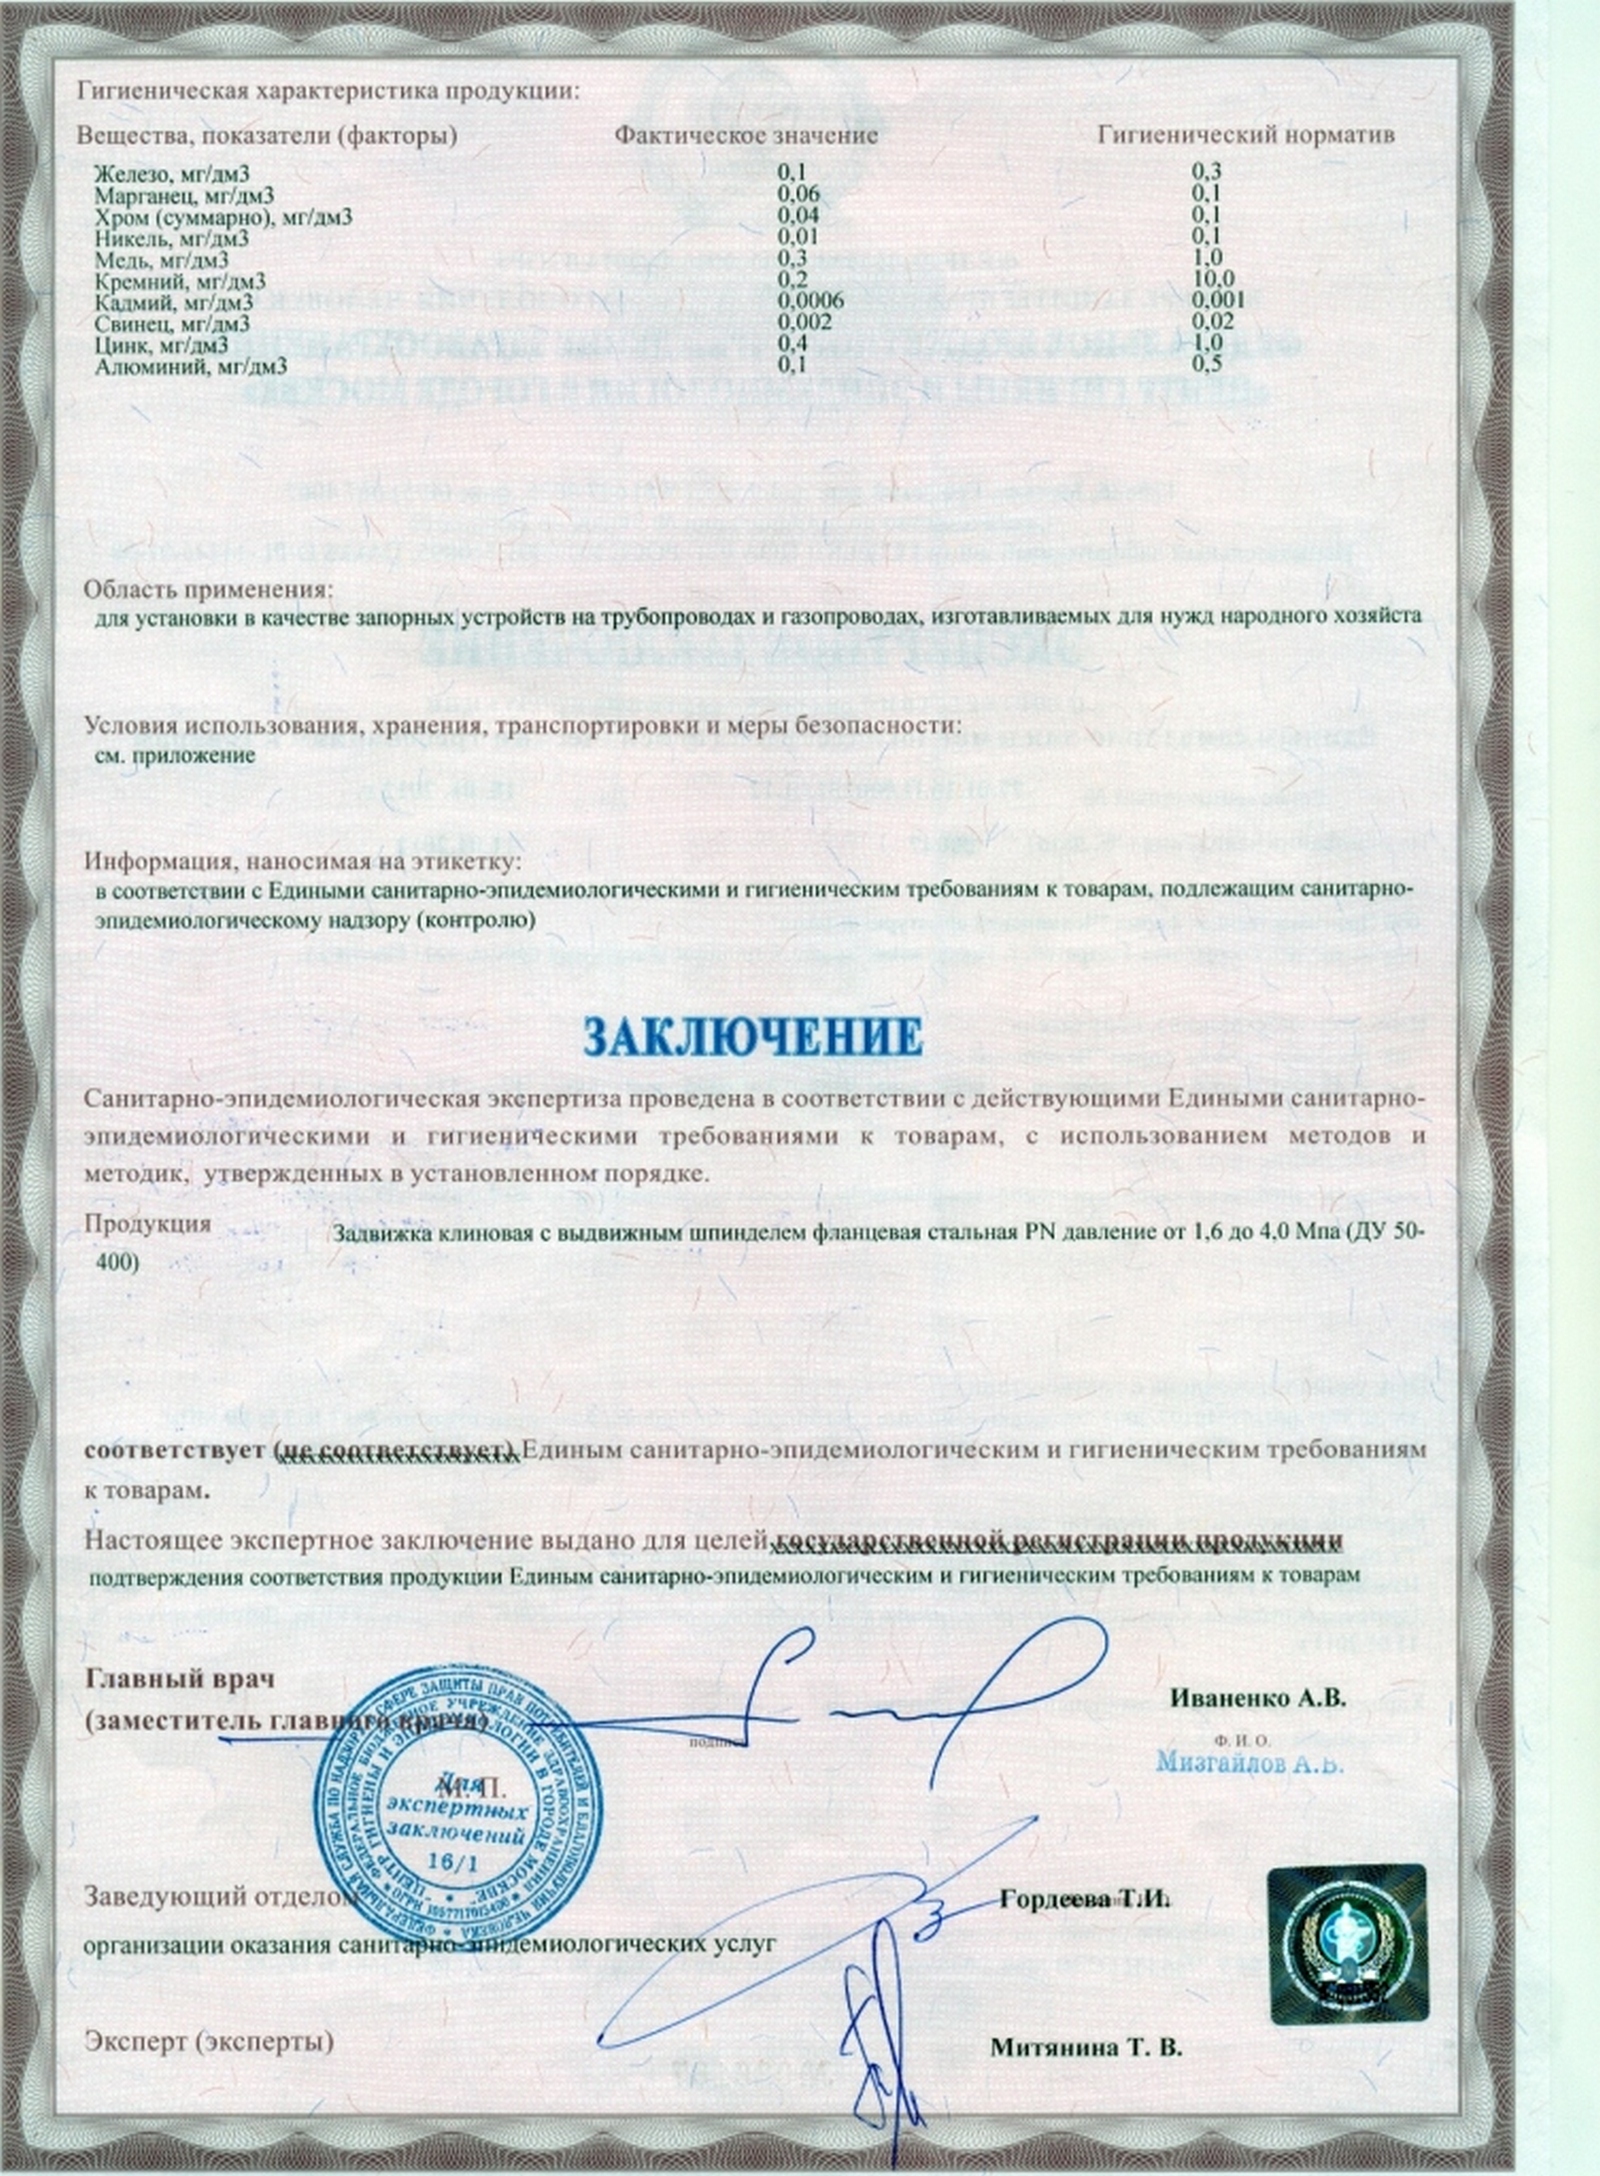 Гигиеническая характеристика продукции:
Вещества, показатели (факторы) Фактическое значение Гигиенический норматив
Железо, мг/дм3 0,1 0,3
Марганец, мг/дм3 0,06 0,1
Хром (суммарно), мг/дм3 0,04 0,1
Никель, мг/дм3 0,01 0,1
Медь, мг/дм3 0,3 1,0
Кремний, мг/дм3 0,2 10,0
Кадмий, мг/дм3 0,0006 0,001
Свинец, мг/дм3 0,002 0,02
Цинк, мг/дм3 0,4 1,0
Алюминий, мг/дм3 0,1 0,5
Область применения:
для установки в качестве запорных устройств на трубопроводах и газопроводах, изготавливаемых для нужд народного хозяйста
Условия использования, хранения, транспортировки и меры безопасности:
см. приложение
Информация, наносимая на этикетку:
в соответствии с Едиными санитарно-эпидемиологическими и гигиеническим требованиям к товарам, подлежащим санитарно-
эпидемиологическому надзору (контролю)
ЗАКЛЮЧЕНИЕ
Санитарно-эпидемиологическая экспертиза проведена в соответствии с действующими Едиными санитарно-
эпидемиологическими и гигиеническими требованиями к товарам, с использованием методов и
методик, утвержденных в установленном порядке.
Продукция Задвижка клиновая с выдвижным шпинделем фланцевая стальная PN давление от 1,6 до 4,0 Мпа (ДУ 50-
400)
соответствует (не соответствует) Единым санитарно-эпидемиологическим и гигиеническим требованиям
к товарам.
Настоящее экспертное заключение выдано для целей государственной регистрации продукции
подтверждения соответствия продукции Единым санитарно-эпидемиологическим и гигиеническим требованиям к товарам
Главный врач
(заместитель главного врача)
подпись
Иваненко А.В.
Ф. И. О.
Мизгайлов А.В.
М. П.
Для
экспертных
заключений
16/1
ФЕДЕРАЛЬНАЯ СЛУЖБА ПО НАДЗОРУ В СФЕРЕ ЗАЩИТЫ ПРАВ ПОТРЕБИТЕЛЕЙ И БЛАГОПОЛУЧИЯ ЧЕЛОВЕКА
ФЕДЕРАЛЬНОЕ БЮДЖЕТНОЕ УЧРЕЖДЕНИЕ ЗДРАВООХРАНЕНИЯ
"ЦЕНТР ГИГИЕНЫ И ЭПИДЕМИОЛОГИИ В ГОРОДЕ МОСКВЕ"
Заведующий отделом Гордеева Т.И.
организации оказания санитарно-эпидемиологических услуг
Эксперт (эксперты) Митянина Т. В.